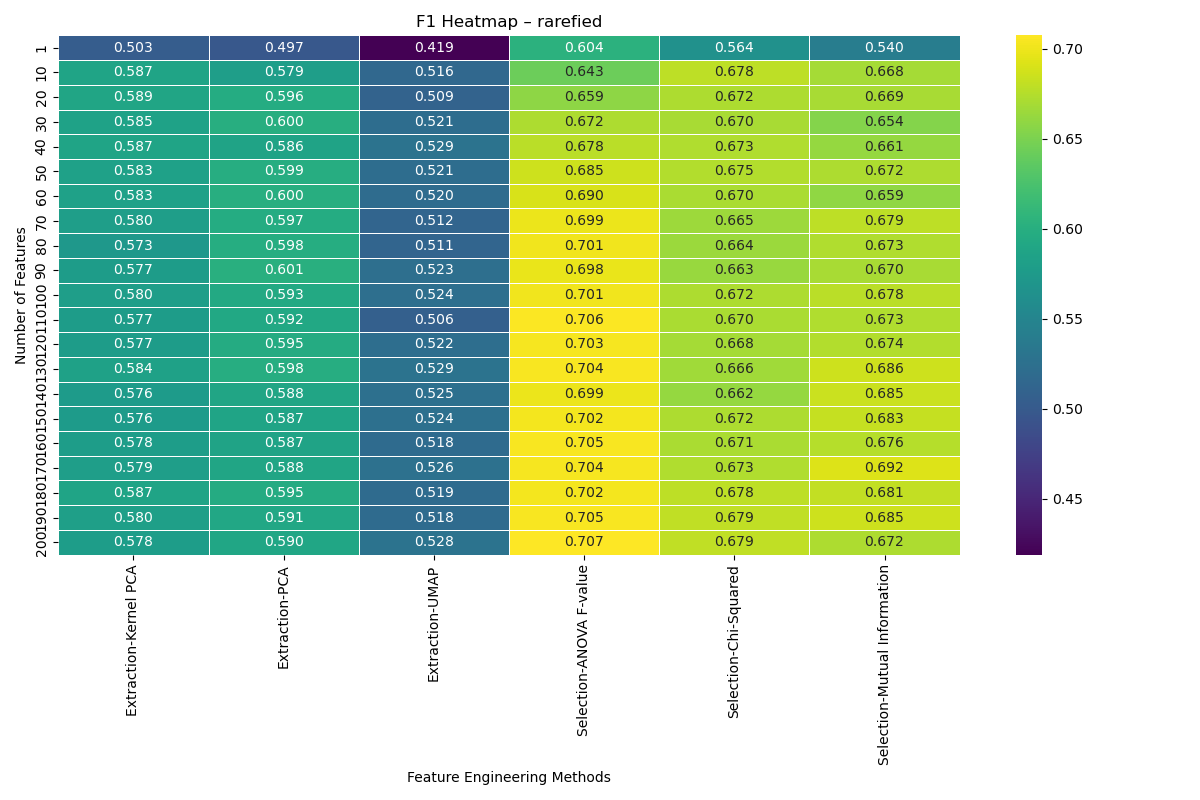 F1 Heatmap – rarefied
Number of Features
1 0.503 0.497 0.419 0.604 0.564 0.540
10 0.587 0.579 0.516 0.643 0.678 0.668
20 0.589 0.596 0.509 0.659 0.672 0.669
30 0.585 0.600 0.521 0.672 0.670 0.654
40 0.587 0.586 0.529 0.678 0.673 0.661
50 0.583 0.599 0.521 0.685 0.675 0.672
60 0.583 0.600 0.520 0.690 0.670 0.659
70 0.580 0.597 0.512 0.699 0.665 0.679
80 0.573 0.598 0.511 0.701 0.664 0.673
90 0.577 0.601 0.523 0.698 0.663 0.670
100 0.580 0.593 0.524 0.701 0.672 0.678
110 0.577 0.592 0.506 0.706 0.670 0.673
120 0.577 0.595 0.522 0.703 0.668 0.674
130 0.584 0.598 0.529 0.704 0.666 0.686
140 0.576 0.588 0.525 0.699 0.662 0.685
150 0.576 0.587 0.524 0.702 0.672 0.683
160 0.578 0.587 0.518 0.705 0.671 0.676
170 0.579 0.588 0.526 0.704 0.673 0.692
180 0.587 0.595 0.519 0.702 0.678 0.681
190 0.580 0.591 0.518 0.705 0.679 0.685
200 0.578 0.590 0.528 0.707 0.679 0.672
Extraction-Kernel PCA
Extraction-PCA
Extraction-UMAP
Selection-ANOVA F-value
Selection-Chi-Squared
Selection-Mutual Information
Feature Engineering Methods
0.70
0.65
0.60
0.55
0.50
0.45